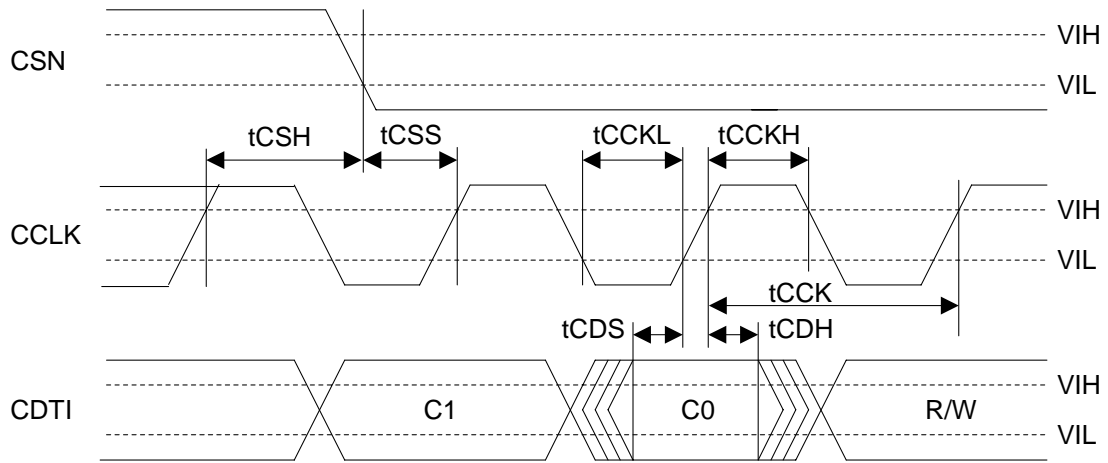 CSN
VIH
VIL
tCSH
tCSS
tCCKL
tCCKH
CCLK
VIH
VIL
tCCK
tCDS
tCDH
CDTI
C1
C0
R/W
VIH
VIL